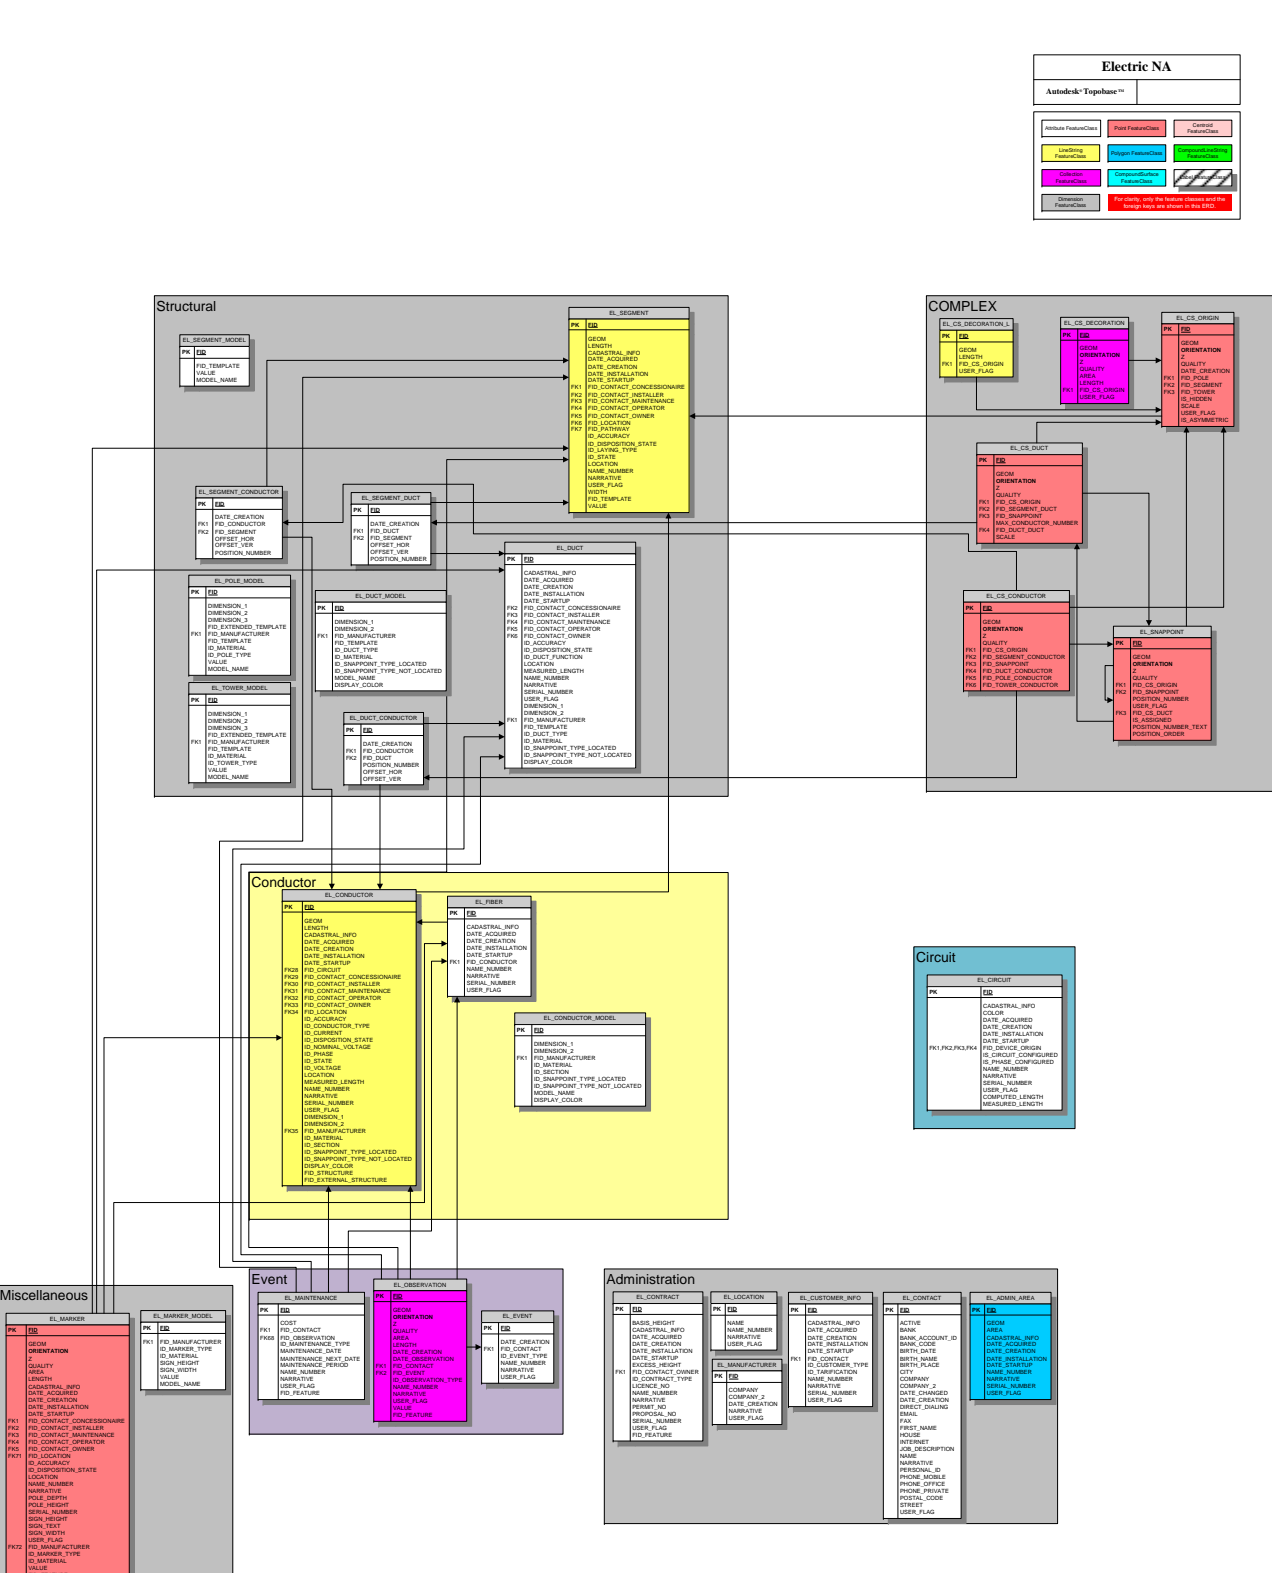 Electric NA
Autodesk® Topobase™
Attribute FeatureClass
Point FeatureClass
Centroid
FeatureClass
LineString
FeatureClass
Polygon FeatureClass
CompoundLineString
FeatureClass
Collection
FeatureClass
CompoundSurface
FeatureClass
Label FeatureClass
Dimension
FeatureClass
For clarity, only the feature classes and the
foreign keys are shown in this ERD.
Structural
EL_SEGMENT_MODEL
PK FID
FID_TEMPLATE
VALUE
MODEL_NAME
EL_SEGMENT
PK FID
GEOM
LENGTH
CADASTRAL_INFO
DATE_ACQUIRED
DATE_CREATION
DATE_INSTALLATION
DATE_STARTUP
FK1 FID_CONTACT_CONCESSIONAIRE
FK2 FID_CONTACT_INSTALLER
FK3 FID_CONTACT_MAINTENANCE
FK4 FID_CONTACT_OPERATOR
FK5 FID_CONTACT_OWNER
FK6 FID_LOCATION
FK7 FID_PATHWAY
ID_ACCURACY
ID_DISPOSITION_STATE
ID_LAYING_TYPE
ID_STATE
LOCATION
NAME_NUMBER
NARRATIVE
USER_FLAG
WIDTH
FID_TEMPLATE
VALUE
EL_SEGMENT_CONDUCTOR
PK FID
DATE_CREATION
FK1 FID_CONDUCTOR
FK2 FID_SEGMENT
OFFSET_HOR
OFFSET_VER
POSITION_NUMBER
EL_SEGMENT_DUCT
PK FID
DATE_CREATION
FK1 FID_DUCT
FK2 FID_SEGMENT
OFFSET_HOR
OFFSET_VER
POSITION_NUMBER
EL_DUCT
PK FID
CADASTRAL_INFO
DATE_ACQUIRED
DATE_CREATION
DATE_INSTALLATION
DATE_STARTUP
FK2 FID_CONTACT_CONCESSIONAIRE
FK3 FID_CONTACT_INSTALLER
FK4 FID_CONTACT_MAINTENANCE
FK5 FID_CONTACT_OPERATOR
FK6 FID_CONTACT_OWNER
ID_ACCURACY
ID_DISPOSITION_STATE
ID_DUCT_FUNCTION
LOCATION
MEASURED_LENGTH
NAME_NUMBER
NARRATIVE
SERIAL_NUMBER
USER_FLAG
DIMENSION_1
DIMENSION_2
FK1 FID_MANUFACTURER
FID_TEMPLATE
ID_DUCT_TYPE
ID_MATERIAL
ID_SNAPPOINT_TYPE_LOCATED
ID_SNAPPOINT_TYPE_NOT_LOCATED
DISPLAY_COLOR
EL_POLE_MODEL
PK FID
DIMENSION_1
DIMENSION_2
DIMENSION_3
FID_EXTENDED_TEMPLATE
FK1 FID_MANUFACTURER
FID_TEMPLATE
ID_MATERIAL
ID_POLE_TYPE
VALUE
MODEL_NAME
EL_DUCT_MODEL
PK FID
DIMENSION_1
DIMENSION_2
FK1 FID_MANUFACTURER
FID_TEMPLATE
ID_DUCT_TYPE
ID_MATERIAL
ID_SNAPPOINT_TYPE_LOCATED
ID_SNAPPOINT_TYPE_NOT_LOCATED
MODEL_NAME
DISPLAY_COLOR
EL_TOWER_MODEL
PK FID
DIMENSION_1
DIMENSION_2
DIMENSION_3
FID_EXTENDED_TEMPLATE
FK1 FID_MANUFACTURER
FID_TEMPLATE
ID_MATERIAL
ID_TOWER_TYPE
VALUE
MODEL_NAME
EL_DUCT_CONDUCTOR
PK FID
DATE_CREATION
FK1 FID_CONDUCTOR
FK2 FID_DUCT
POSITION_NUMBER
OFFSET_HOR
OFFSET_VER
COMPLEX
EL_CS_DECORATION_L
PK FID
GEOM
LENGTH
FK1 FID_CS_ORIGIN
USER_FLAG
EL_CS_DECORATION
PK FID
GEOM
ORIENTATION
Z
QUALITY
AREA
LENGTH
FK1 FID_CS_ORIGIN
USER_FLAG
EL_CS_ORIGIN
PK FID
GEOM
ORIENTATION
Z
QUALITY
DATE_CREATION
FK1 FID_POLE
FK2 FID_SEGMENT
FK3 FID_TOWER
IS_HIDDEN
SCALE
USER_FLAG
IS_ASYMMETRIC
EL_CS_DUCT
PK FID
GEOM
ORIENTATION
Z
QUALITY
FK1 FID_CS_ORIGIN
FK2 FID_SEGMENT_DUCT
FK3 FID_SNAPPOINT
MAX_CONDUCTOR_NUMBER
FK4 FID_DUCT_DUCT
SCALE
EL_CS_CONDUCTOR
PK FID
GEOM
ORIENTATION
Z
QUALITY
FK1 FID_CS_ORIGIN
FK2 FID_SEGMENT_CONDUCTOR
FK3 FID_SNAPPOINT
FK4 FID_DUCT_CONDUCTOR
FK5 FID_POLE_CONDUCTOR
FK6 FID_TOWER_CONDUCTOR
EL_SNAPPOINT
PK FID
GEOM
ORIENTATION
Z
QUALITY
FK1 FID_CS_ORIGIN
FK2 FID_SNAPPOINT
POSITION_NUMBER
USER_FLAG
FK3 FID_CS_DUCT
IS_ASSIGNED
POSITION_NUMBER_TEXT
POSITION_ORDER
Conductor
EL_CONDUCTOR
PK FID
GEOM
LENGTH
CADASTRAL_INFO
DATE_ACQUIRED
DATE_CREATION
DATE_INSTALLATION
DATE_STARTUP
FK28 FID_CIRCUIT
FK29 FID_CONTACT_CONCESSIONAIRE
FK30 FID_CONTACT_INSTALLER
FK31 FID_CONTACT_MAINTENANCE
FK32 FID_CONTACT_OPERATOR
FK33 FID_CONTACT_OWNER
FK34 FID_LOCATION
ID_ACCURACY
ID_CONDUCTOR_TYPE
ID_CURRENT
ID_DISPOSITION_STATE
ID_NOMINAL_VOLTAGE
ID_PHASE
ID_STATE
ID_VOLTAGE
LOCATION
MEASURED_LENGTH
NAME_NUMBER
NARRATIVE
SERIAL_NUMBER
USER_FLAG
DIMENSION_1
DIMENSION_2
FK35 FID_MANUFACTURER
ID_MATERIAL
ID_SECTION
ID_SNAPPOINT_TYPE_LOCATED
ID_SNAPPOINT_TYPE_NOT_LOCATED
DISPLAY_COLOR
FID_STRUCTURE
FID_EXTERNAL_STRUCTURE
EL_FIBER
PK FID
CADASTRAL_INFO
DATE_ACQUIRED
DATE_CREATION
DATE_INSTALLATION
DATE_STARTUP
FK1 FID_CONDUCTOR
NAME_NUMBER
NARRATIVE
SERIAL_NUMBER
USER_FLAG
EL_CONDUCTOR_MODEL
PK FID
DIMENSION_1
DIMENSION_2
FK1 FID_MANUFACTURER
ID_MATERIAL
ID_SECTION
ID_SNAPPOINT_TYPE_LOCATED
ID_SNAPPOINT_TYPE_NOT_LOCATED
MODEL_NAME
DISPLAY_COLOR
Circuit
EL_CIRCUIT
PK FID
CADASTRAL_INFO
COLOR
DATE_ACQUIRED
DATE_CREATION
DATE_INSTALLATION
DATE_STARTUP
FK1,FK2,FK3,FK4 FID_DEVICE_ORIGIN
IS_CIRCUIT_CONFIGURED
IS_PHASE_CONFIGURED
NAME_NUMBER
NARRATIVE
SERIAL_NUMBER
USER_FLAG
COMPUTED_LENGTH
MEASURED_LENGTH
Miscellaneous
EL_MARKER
PK FID
GEOM
ORIENTATION
Z
QUALITY
AREA
LENGTH
CADASTRAL_INFO
DATE_ACQUIRED
DATE_CREATION
DATE_INSTALLATION
DATE_STARTUP
FK1 FID_CONTACT_CONCESSIONAIRE
FK2 FID_CONTACT_INSTALLER
FK3 FID_CONTACT_MAINTENANCE
FK4 FID_CONTACT_OPERATOR
FK5 FID_CONTACT_OWNER
FK71 FID_LOCATION
ID_ACCURACY
ID_DISPOSITION_STATE
LOCATION
NAME_NUMBER
NARRATIVE
POLE_DEPTH
POLE_HEIGHT
SERIAL_NUMBER
SIGN_HEIGHT
SIGN_TEXT
SIGN_WIDTH
USER_FLAG
FK72 FID_MANUFACTURER
ID_MARKER_TYPE
ID_MATERIAL
VALUE
EL_MARKER_MODEL
PK FID
FK1 FID_MANUFACTURER
ID_MARKER_TYPE
ID_MATERIAL
SIGN_HEIGHT
SIGN_WIDTH
VALUE
MODEL_NAME
Event
EL_MAINTENANCE
PK FID
COST
FK1 FID_CONTACT
FK68 FID_OBSERVATION
ID_MAINTENANCE_TYPE
MAINTENANCE_DATE
MAINTENANCE_NEXT_DATE
MAINTENANCE_PERIOD
NAME_NUMBER
NARRATIVE
USER_FLAG
FID_FEATURE
EL_OBSERVATION
PK FID
GEOM
ORIENTATION
Z
QUALITY
AREA
LENGTH
DATE_CREATION
DATE_OBSERVATION
FK1 FID_CONTACT
FK2 FID_EVENT
ID_OBSERVATION_TYPE
NAME_NUMBER
NARRATIVE
USER_FLAG
VALUE
FID_FEATURE
EL_EVENT
PK FID
DATE_CREATION
FK1 FID_CONTACT
ID_EVENT_TYPE
NAME_NUMBER
NARRATIVE
USER_FLAG
Administration
EL_CONTRACT
PK FID
BASIS_HEIGHT
CADASTRAL_INFO
DATE_ACQUIRED
DATE_CREATION
DATE_INSTALLATION
DATE_STARTUP
EXCESS_HEIGHT
FK1 FID_CONTACT_OWNER
ID_CONTRACT_TYPE
LICENCE_NO
NAME_NUMBER
NARRATIVE
PERMIT_NO
PROPOSAL_NO
SERIAL_NUMBER
USER_FLAG
FID_FEATURE
EL_LOCATION
PK FID
NAME
NAME_NUMBER
NARRATIVE
USER_FLAG
EL_MANUFACTURER
PK FID
COMPANY
COMPANY_2
DATE_CREATION
NARRATIVE
USER_FLAG
EL_CUSTOMER_INFO
PK FID
CADASTRAL_INFO
DATE_ACQUIRED
DATE_CREATION
DATE_INSTALLATION
DATE_STARTUP
FK1 FID_CONTACT
ID_CUSTOMER_TYPE
ID_TARIFICATION
NAME_NUMBER
NARRATIVE
SERIAL_NUMBER
USER_FLAG
EL_CONTACT
PK FID
ACTIVE
BANK
BANK_ACCOUNT_ID
BANK_CODE
BIRTH_DATE
BIRTH_NAME
BIRTH_PLACE
CITY
COMPANY
COMPANY_2
DATE_CHANGED
DATE_CREATION
DIRECT_DIALING
EMAIL
FAX
FIRST_NAME
HOUSE
INTERNET
JOB_DESCRIPTION
NAME
NARRATIVE
PERSONAL_ID
PHONE_MOBILE
PHONE_OFFICE
PHONE_PRIVATE
POSTAL_CODE
STREET
USER_FLAG
EL_ADMIN_AREA
PK FID
GEOM
AREA
CADASTRAL_INFO
DATE_ACQUIRED
DATE_CREATION
DATE_INSTALLATION
DATE_STARTUP
NAME_NUMBER
NARRATIVE
SERIAL_NUMBER
USER_FLAG